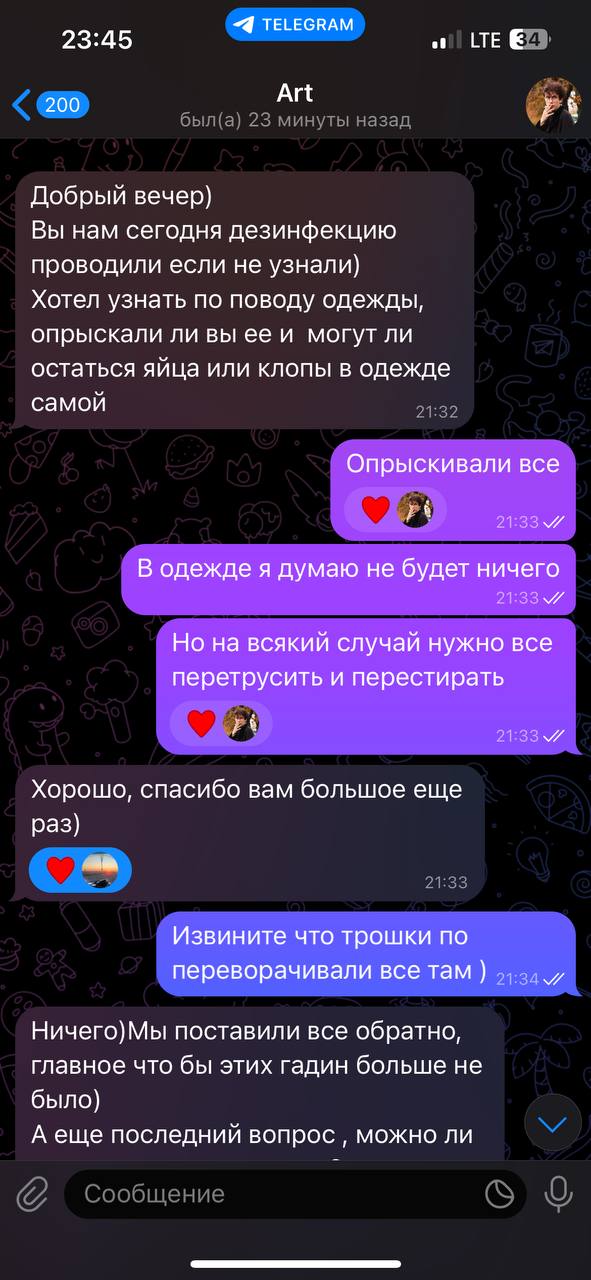 23:45
TELEGRAM
LTE
34
200
Art
был(а) 23 минуты назад
Добрый вечер)
Вы нам сегодня дезинфекцию
проводили если не узнали)
Хотел узнать по поводу одежды,
опрыскали ли вы ее и  могут ли
остаться яйца или клопы в одежде
самой
21:32
Опрыскивали все
21:33
В одежде я думаю не будет ничего
21:33
Но на всякий случай нужно все
перетрусить и перестирать
21:33
Хорошо, спасибо вам большое еще
раз)
21:33
Извините что трошки по
переворачивали все там )
21:34
Ничего)Мы поставили все обратно,
главное что бы этих гадин больше не
было)
А еще последний вопрос , можно ли
Сообщение